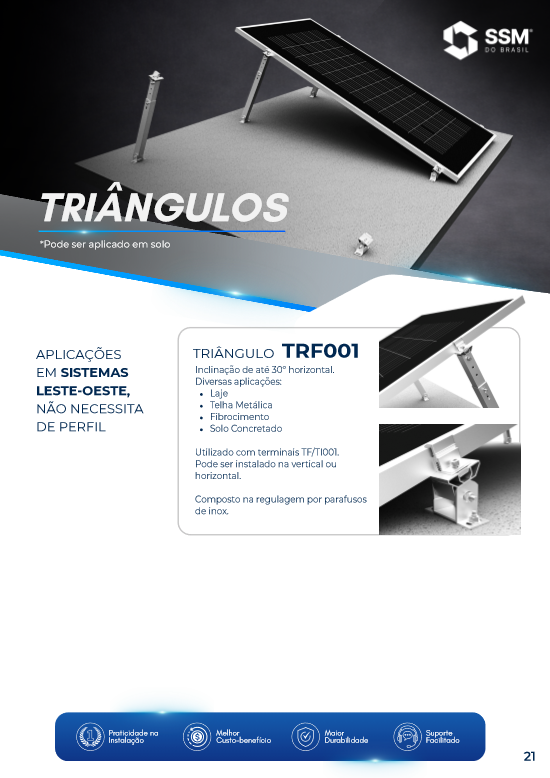 SSM
DO BRASIL
TRIÂNGULOS
*Pode ser aplicado em solo
APLICAÇÕES
EM SISTEMAS
LESTE-OESTE,
NÃO NECESSITA
DE PERFIL
TRIÂNGULO TRF001
Inclinação de até 30° horizontal.
Diversas aplicações:
• Laje
• Telha Metálica
• Fibrocimento
• Solo Concretado
Utilizado com terminais TF/TI001.
Pode ser instalado na vertical ou
horizontal.
Composto na regulagem por parafusos
de inox.
1
Praticidade na
Instalação
$
Melhor
Custo-benefício
Maior
Durabilidade
Suporte
Facilitado
21